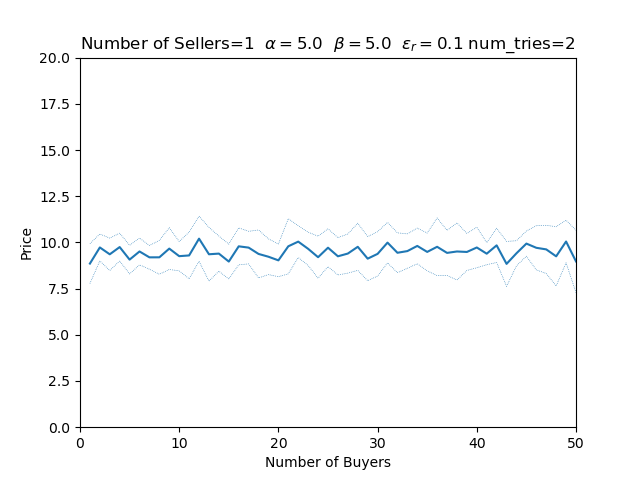 Number of Sellers=1 α = 5.0 β = 5.0 εr = 0.1 num_tries=2
20.0
17.5
15.0
12.5
10.0
7.5
5.0
2.5
0.0
Price
0 10 20 30 40 50
Number of Buyers